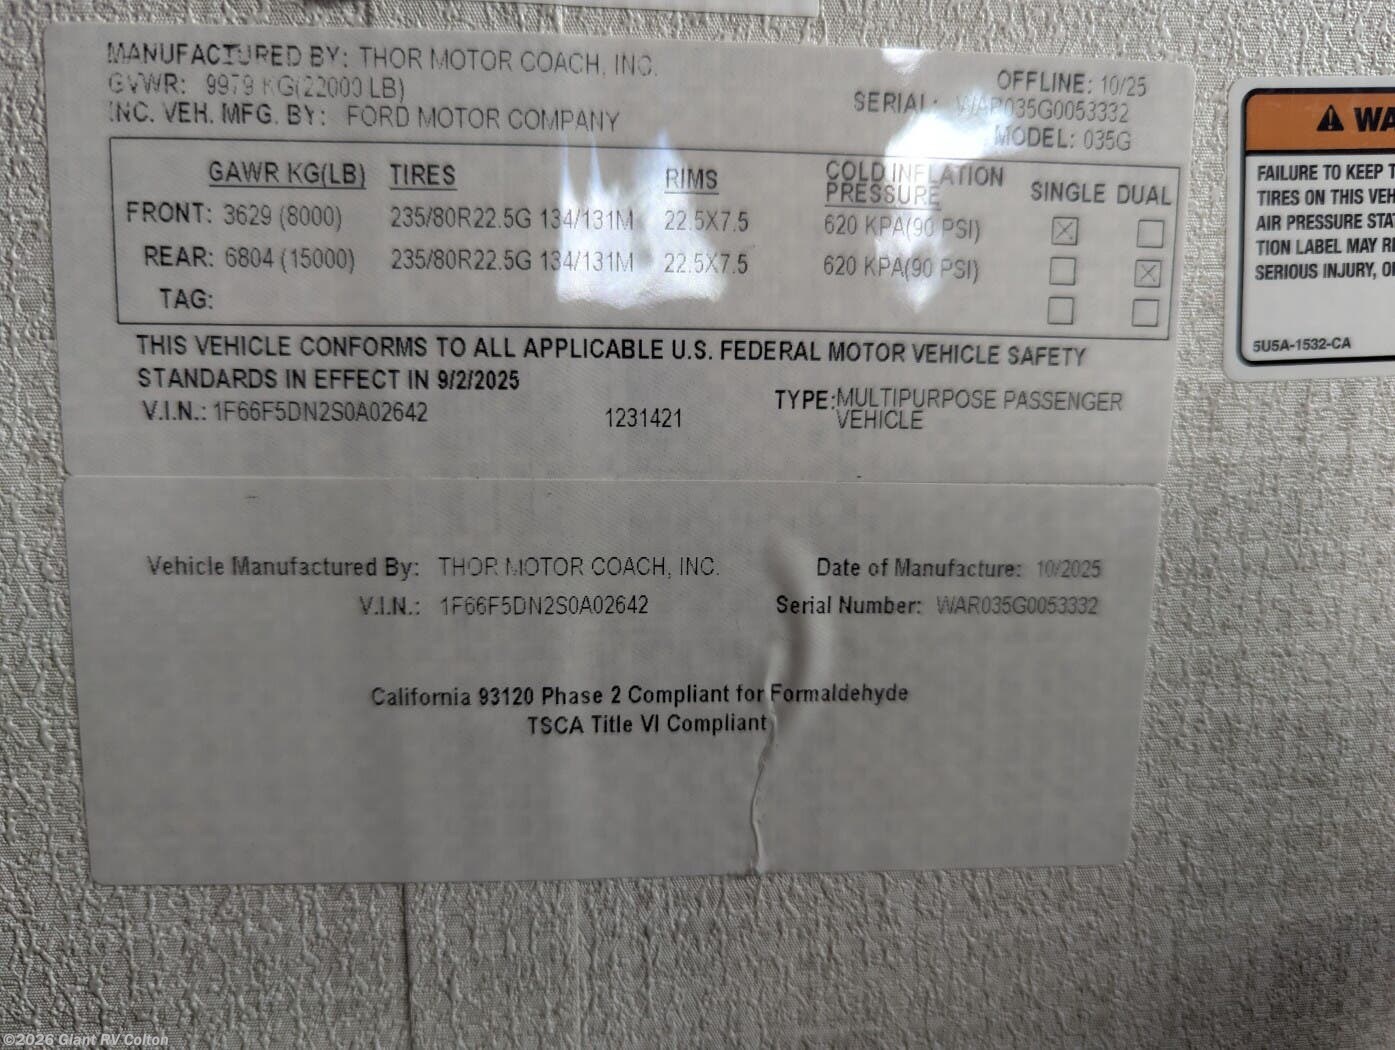 MANUFACTURED BY: THOR MOTOR COACH, INC.
GVWR: 9979 KG(22000 LB)
INC. VEH. MFG. BY: FORD MOTOR COMPANY
OFFLINE: 10/25
SERIAL: WAR035G0053332
MODEL: 035G
GAWR KG(LB) TIRES RIMS COLD INFLATION PRESSURE SINGLE DUAL
FRONT: 3629 (8000) 235/80R22.5G 134/131M 22.5X7.5 620 KPA(90 PSI)
REAR: 6804 (15000) 235/80R22.5G 134/131M 22.5X7.5 620 KPA(90 PSI)
TAG:
THIS VEHICLE CONFORMS TO ALL APPLICABLE U.S. FEDERAL MOTOR VEHICLE SAFETY
STANDARDS IN EFFECT IN 9/2/2025
V.I.N.: 1F66F5DN2S0A02642 1231421 TYPE: MULTIPURPOSE PASSENGER
VEHICLE
Vehicle Manufactured By: THOR MOTOR COACH, INC. Date of Manufacture: 10/2025
V.I.N.: 1F66F5DN2S0A02642 Serial Number: WAR035G0053332
California 93120 Phase 2 Compliant for Formaldehyde
TSCA Title VI Compliant
WA
FAILURE TO KEEP T
TIRES ON THIS VEH
AIR PRESSURE STA
TION LABEL MAY RE
SERIOUS INJURY, O
5U5A-1532-CA
©2026 Giant RV Colton